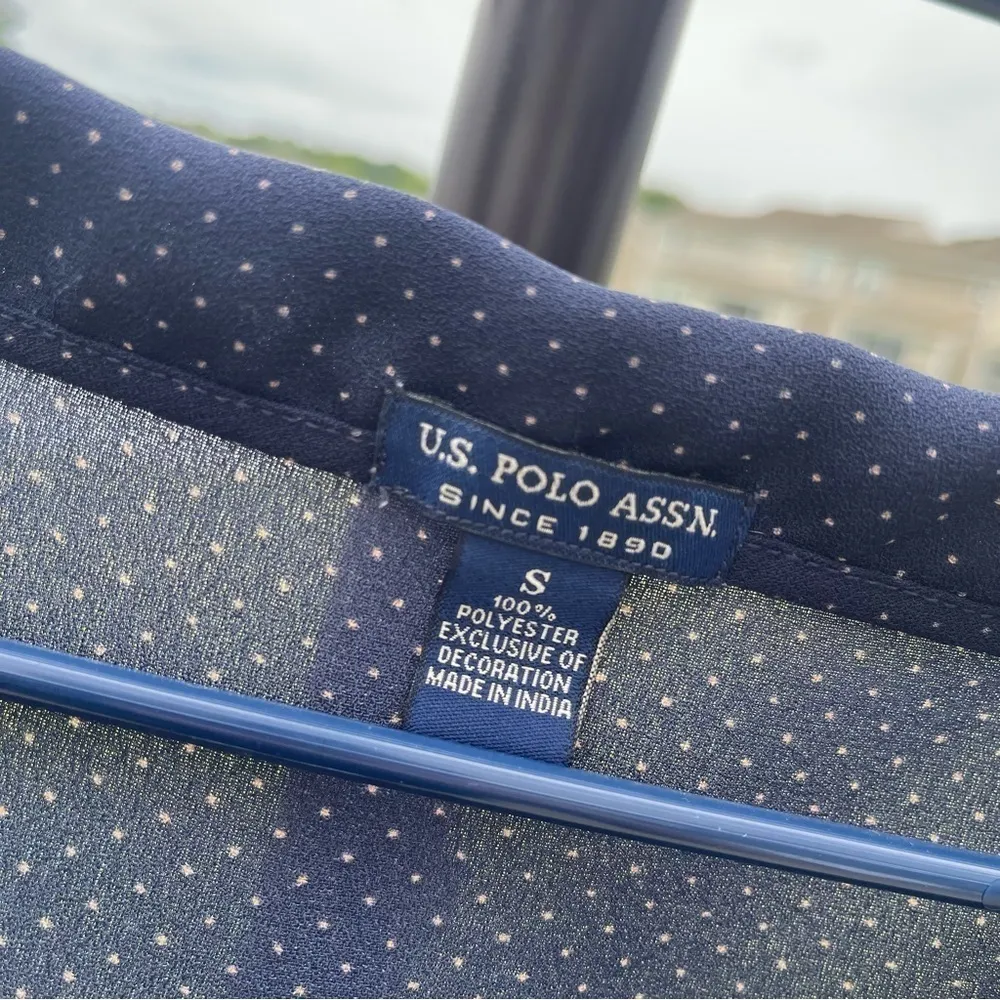 U.S. POLO ASSN.
SINCE 1890
S
100%
POLYESTER
EXCLUSIVE OF
DECORATION
MADE IN INDIA